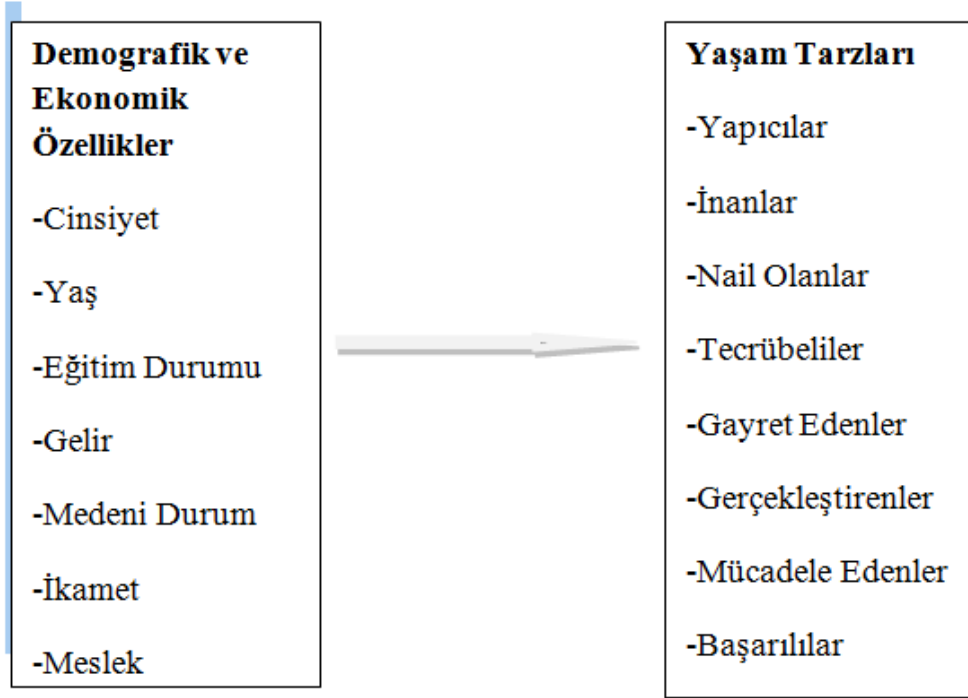 Demografik ve
Ekonomik
Özellikler
-Cinsiyet
-Yaş
-Eğitim Durumu
-Gelir
-Medeni Durum
-İkamet
-Meslek
Yaşam Tarzları
-Yapıcılar
-İnanlar
-Nail Olanlar
-Tecrübeliler
-Gayret Edenler
-Gerçekleştirenler
-Mücadele Edenler
-Başarılılar